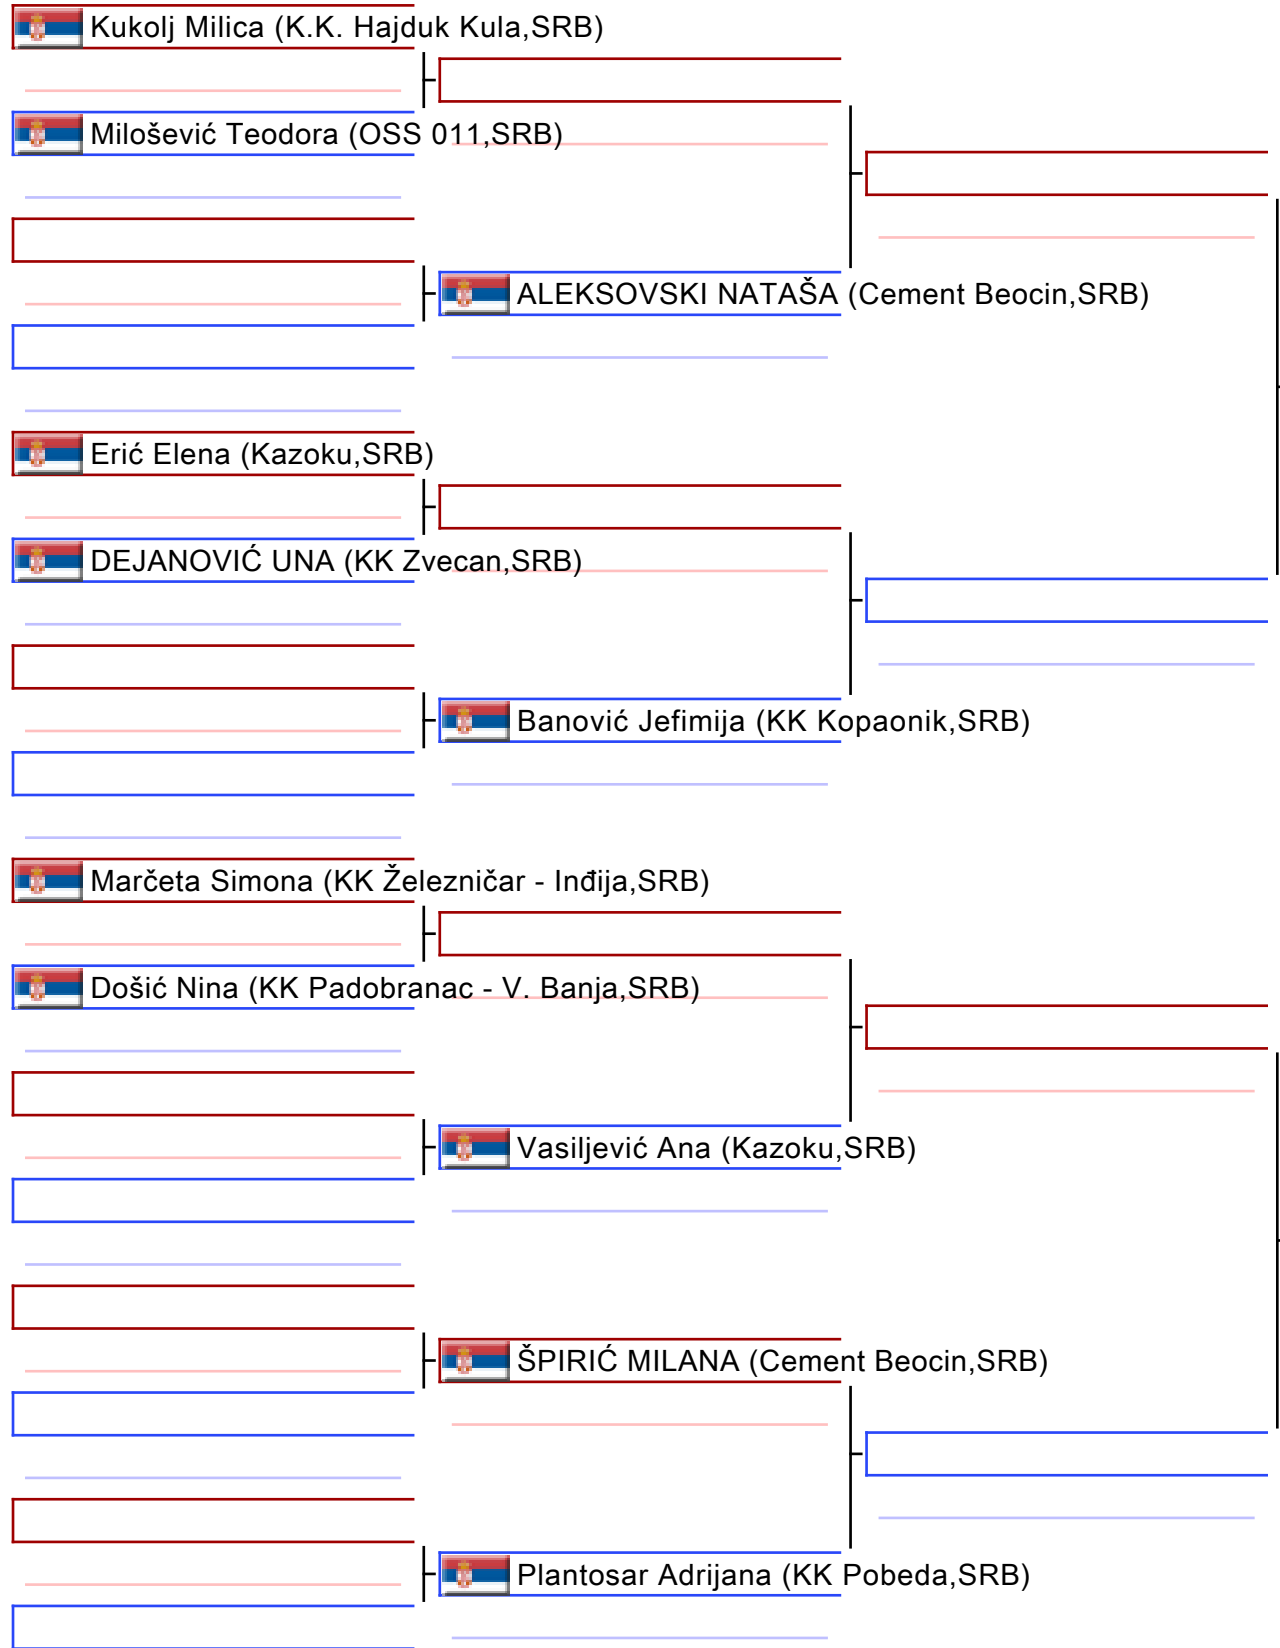 Kukolj Milica (K.K. Hajduk Kula,SRB)
Milošević Teodora (OSS 011,SRB)
ALEKSOVSKI NATAŠA (Cement Beocin,SRB)
Erić Elena (Kazoku,SRB)
DEJANOVIĆ UNA (KK Zvecan,SRB)
Banović Jefimija (KK Kopaonik,SRB)
Marčeta Simona (KK Železničar - Inđija,SRB)
Došić Nina (KK Padobranac - V. Banja,SRB)
Vasiljević Ana (Kazoku,SRB)
ŠPIRIĆ MILANA (Cement Beocin,SRB)
Plantosar Adrijana (KK Pobeda,SRB)